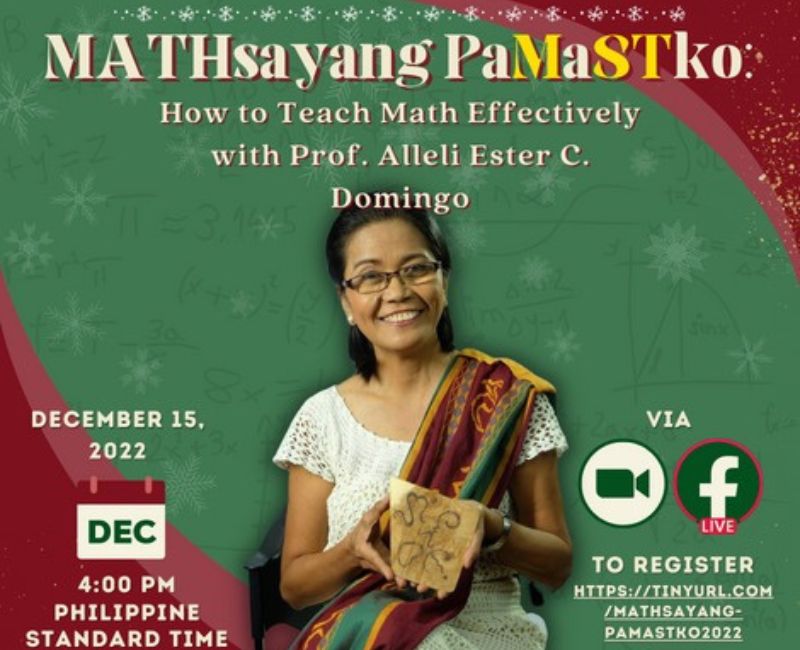 MATHsayang PaMaSTko:
How to Teach Math Effectively
with Prof. Alleli Ester C.
Domingo
DECEMBER 15,
2022
DEC
4:00 PM
PHILIPPINE
STANDARD TIME
VIA
f
LIVE
TO REGISTER
HTTPS://TINYURL.COM
/MATHSAYANG-
PAMASTKO2022